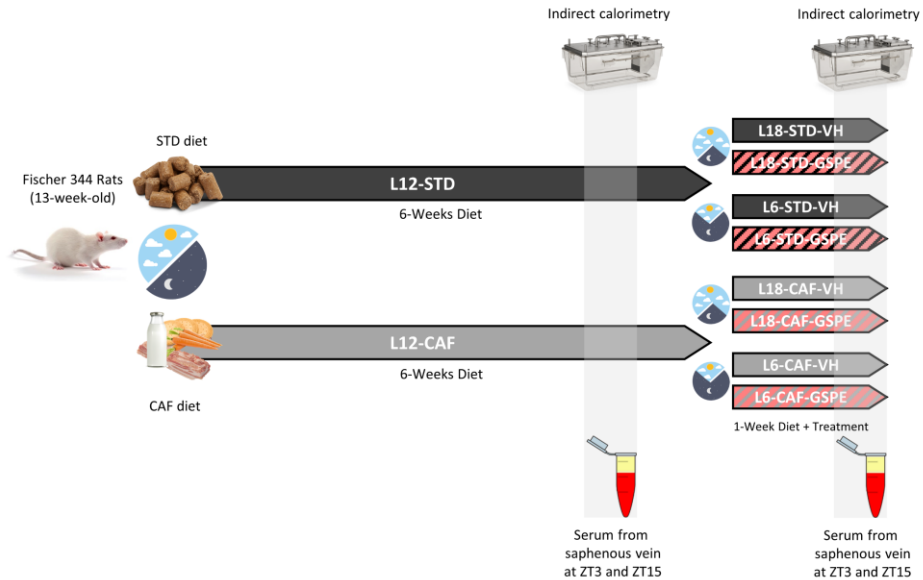 Indirect calorimetry
Indirect calorimetry
STD diet
Fischer 344 Rats
(13-week-old)
L12-STD
6-Weeks Diet
L18-STD-VH
L18-STD-GSPE
L6-STD-VH
L6-STD-GSPE
L12-CAF
6-Weeks Diet
CAF diet
L18-CAF-VH
L18-CAF-GSPE
L6-CAF-VH
L6-CAF-GSPE
1-Week Diet + Treatment
Serum from
saphenous vein
at ZT3 and ZT15
Serum from
saphenous vein
at ZT3 and ZT15